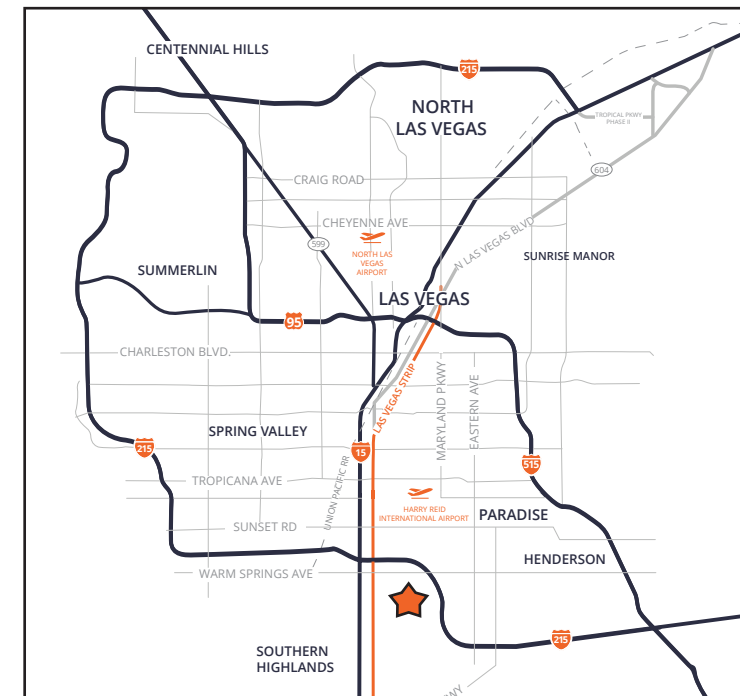 CENTENNIAL HILLS
215
NORTH
LAS VEGAS
TROPICAL PKWY
PHASE II
604
CRAIG ROAD
CHEYENNE AVE
599
NORTH LAS
VEGAS
AIRPORT
N LAS VEGAS BLVD
SUNRISE MANOR
SUMMERLIN
LAS VEGAS
95
CHARLESTON BLVD.
LAS VEGAS STRIP
MARYLAND PKWY
EASTERN AVE
SPRING VALLEY
215
15
515
TROPICANA AVE
UNION PACIFIC RR
HARRY REID
INTERNATIONAL AIRPORT
PARADISE
SUNSET RD
HENDERSON
WARM SPRINGS AVE
215
SOUTHERN
HIGHLANDS